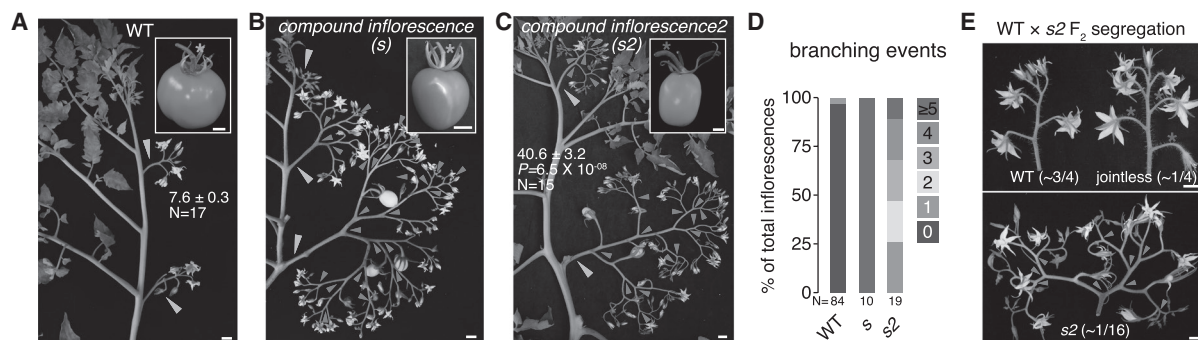 A
WT
7.6 ± 0.3
N=17
B
compound inflorescence
(s)
C
compound inflorescence2
(s2)
40.6 ± 3.2
P=6.5 X 10-08
N=15
D
branching events
% of total inflorescences
100
75
50
25
0
≥5
4
3
2
1
0
N= 84 10 19
WT s s2
E
WT × s2 F2 segregation
WT (~3/4) jointless (~1/4)
s2 (~1/16)